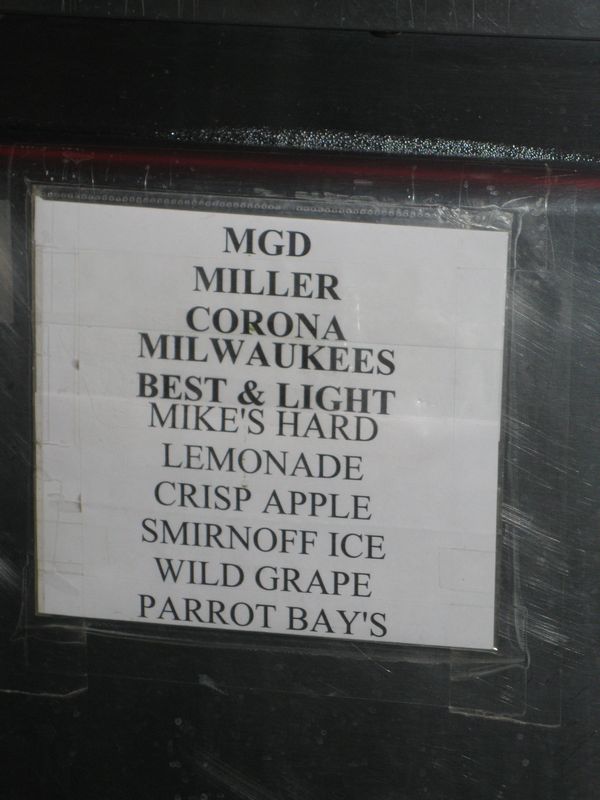 MGD
MILLER
CORONA
MILWAUKEES
BEST & LIGHT
MIKE'S HARD
LEMONADE
CRISP APPLE
SMIRNOFF ICE
WILD GRAPE
PARROT BAY'S